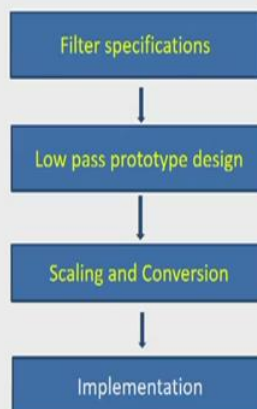 Filter specifications
Low pass prototype design
Scaling and Conversion
Implementation